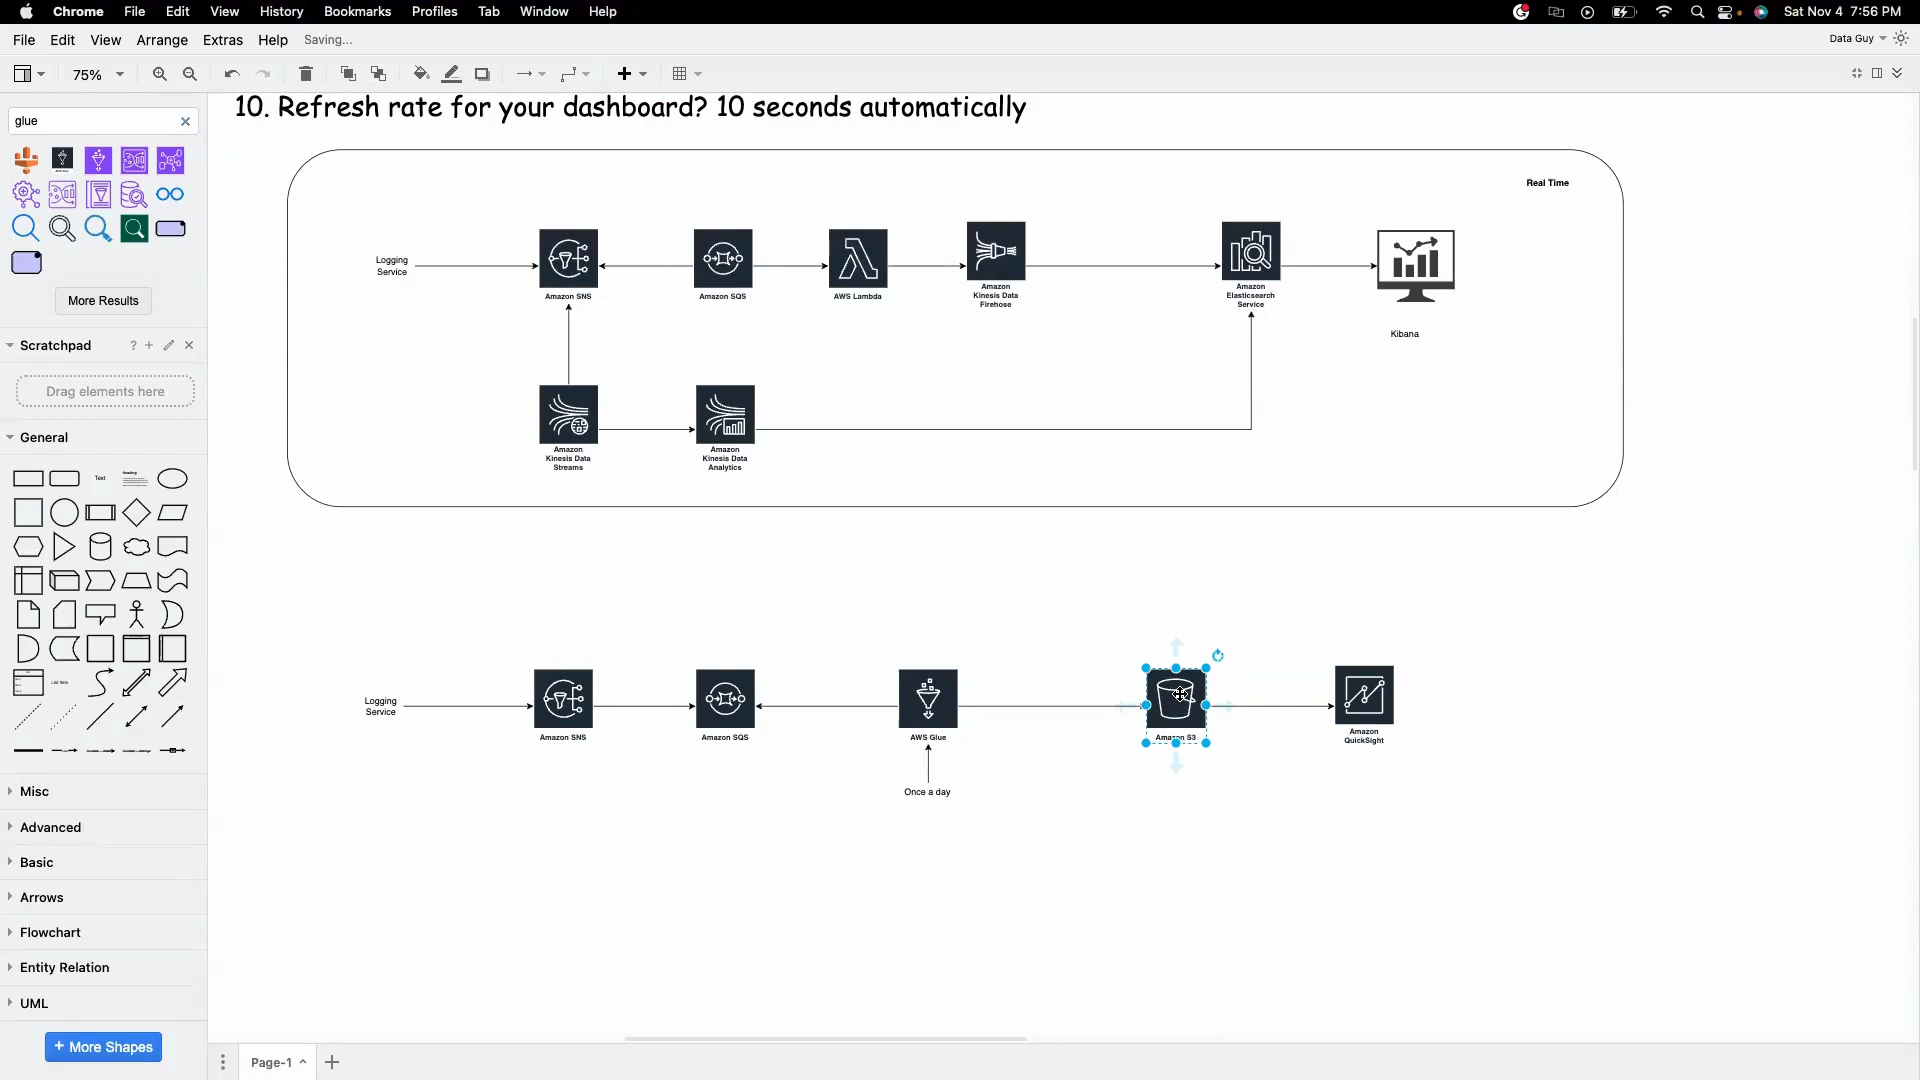 Chrome File Edit View History Bookmarks Profiles Tab Window Help Sat Nov 4 7:56 PM
File Edit View Arrange Extras Help Saving... Data Guy
75%
glue
More Results
Scratchpad ?
Drag elements here
General
Text
Heading
List Item
Misc
Advanced
Basic
Arrows
Flowchart
Entity Relation
UML
+ More Shapes
10. Refresh rate for your dashboard? 10 seconds automatically
Real Time
Logging
Service
Amazon SNS
Amazon SQS
AWS Lambda
Amazon
Kinesis Data
Firehose
Amazon
Elasticsearch
Service
Kibana
Amazon
Kinesis Data
Streams
Amazon
Kinesis Data
Analytics
Logging
Service
Amazon SNS
Amazon SQS
AWS Glue
Amazon S3
Amazon
QuickSight
Once a day
Page-1